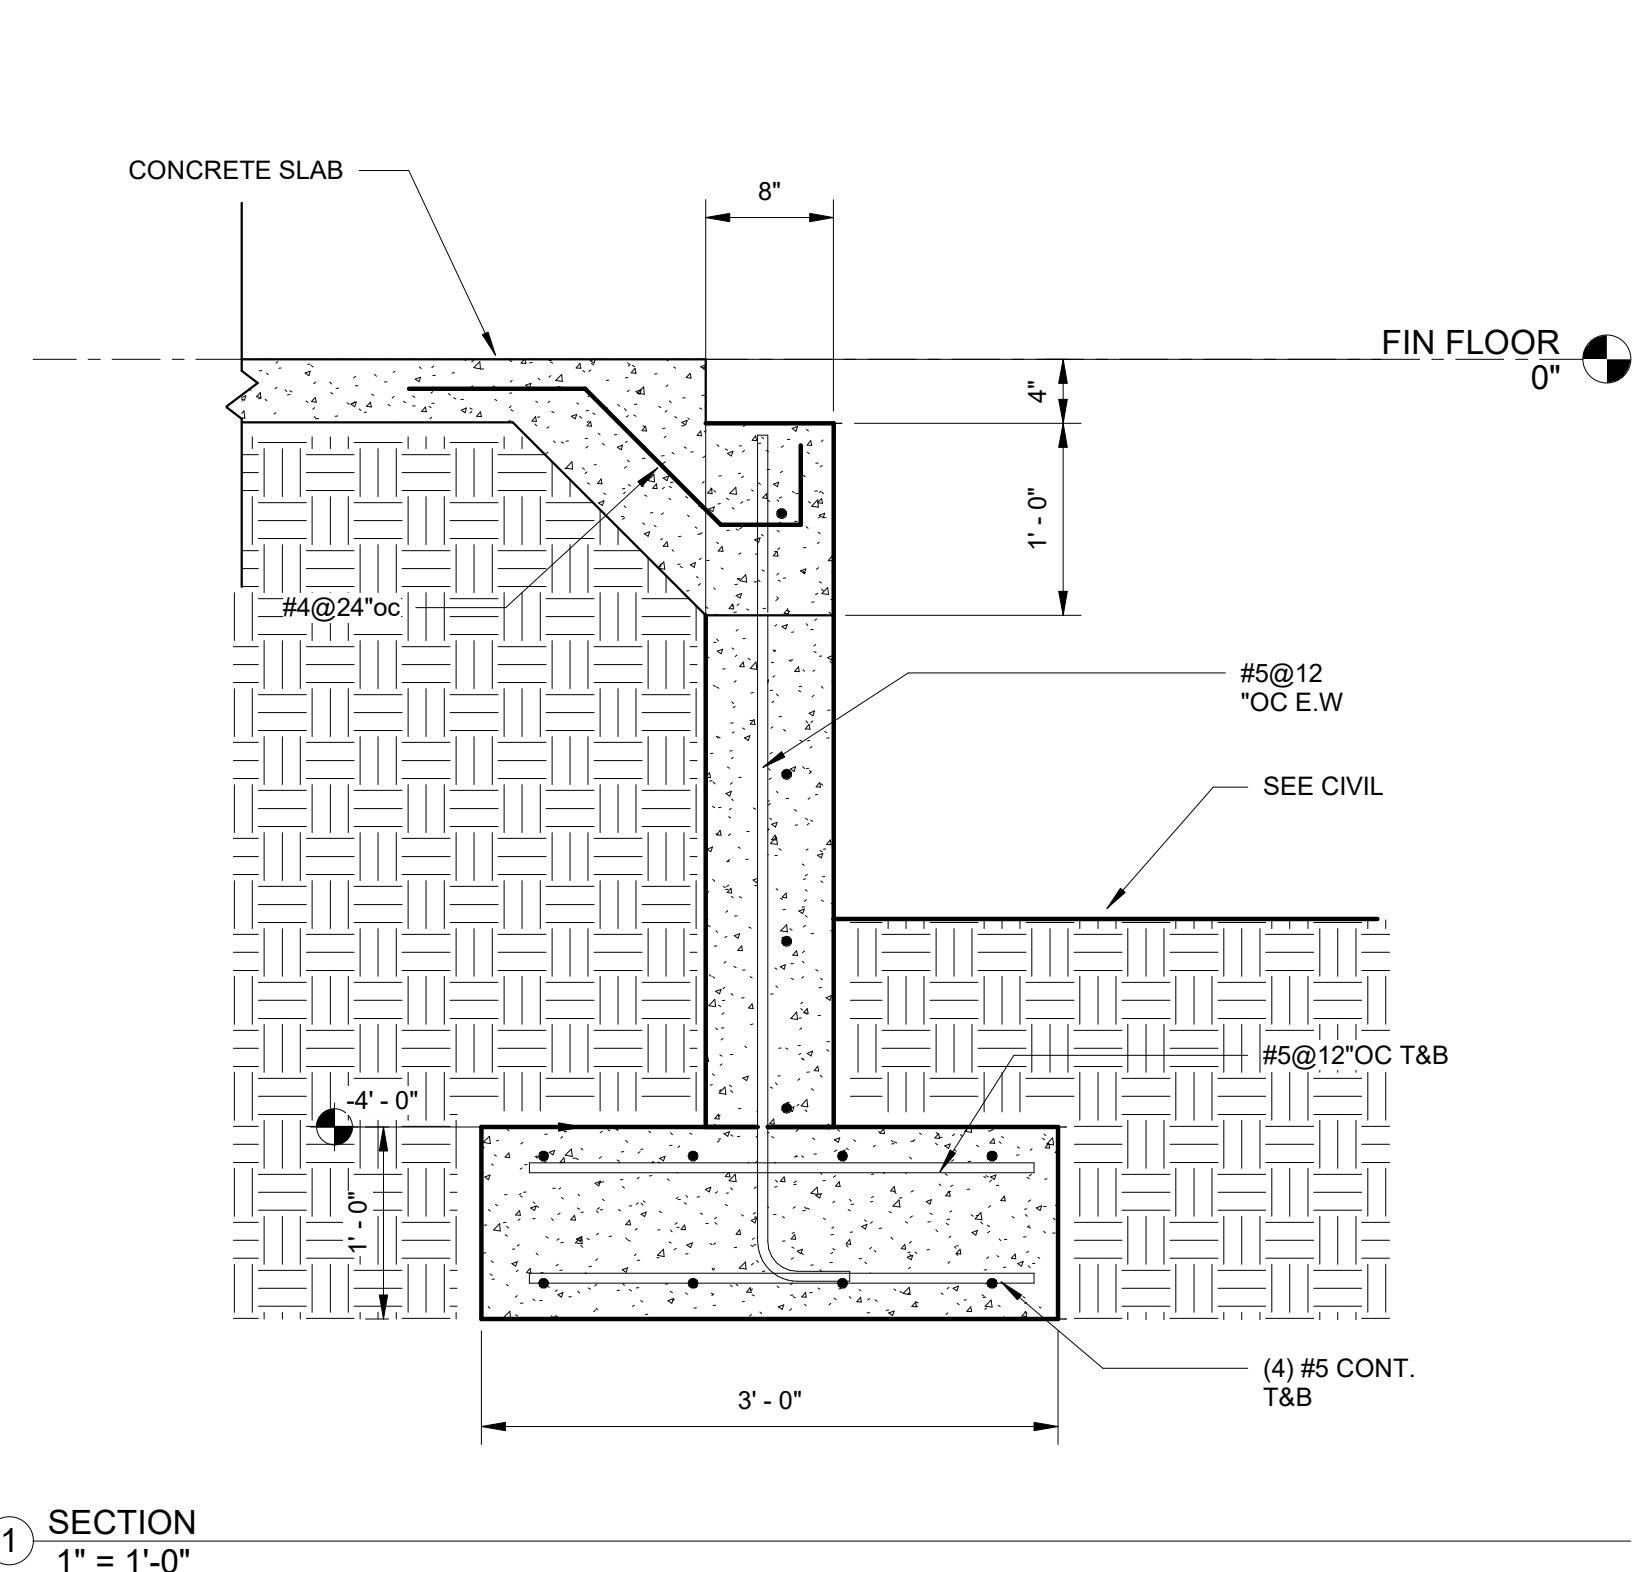 CONCRETE SLAB
8"
FIN FLOOR
0"
4"
1' - 0"
#4@24"oc
#5@12
"OC E.W
SEE CIVIL
#5@12"OC T&B
-4' - 0"
1' - 0"
(4) #5 CONT.
T&B
3' - 0"
1
SECTION
1" = 1'-0"